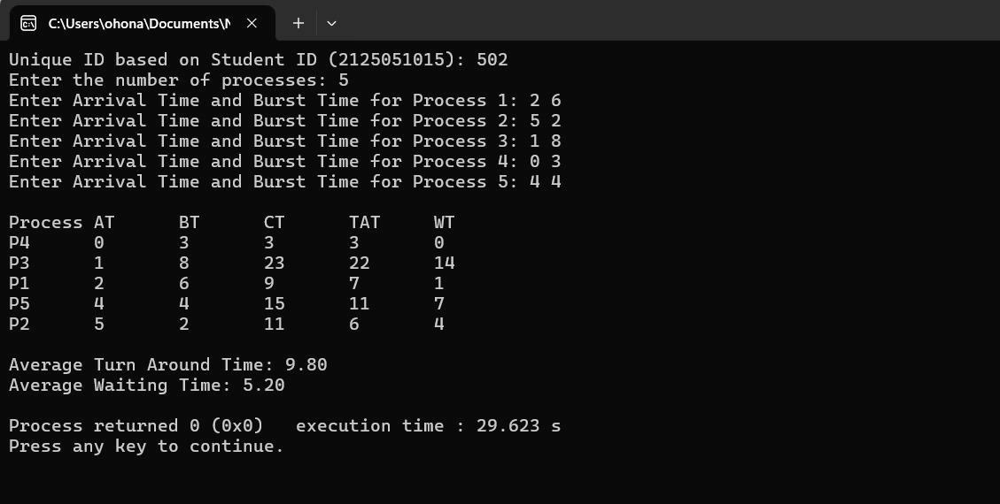 C:\Users\ohona\Documents\N
Unique ID based on Student ID (2125051015): 502
Enter the number of processes: 5
Enter Arrival Time and Burst Time for Process 1: 2 6
Enter Arrival Time and Burst Time for Process 2: 5 2
Enter Arrival Time and Burst Time for Process 3: 1 8
Enter Arrival Time and Burst Time for Process 4: 0 3
Enter Arrival Time and Burst Time for Process 5: 4 4
Process AT BT CT TAT WT
P4 0 3 3 3 0
P3 1 8 23 22 14
P1 2 6 9 7 1
P5 4 4 15 11 7
P2 5 2 11 6 4
Average Turn Around Time: 9.80
Average Waiting Time: 5.20
Process returned 0 (0x0) execution time : 29.623 s
Press any key to continue.